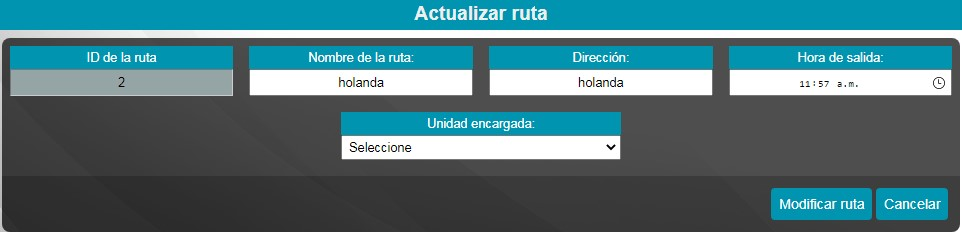 Actualizar ruta
ID de la ruta
Nombre de la ruta:
Dirección:
Hora de salida:
2
holanda
holanda
11:57 a.m.
Unidad encargada:
Seleccione
Modificar ruta
Cancelar